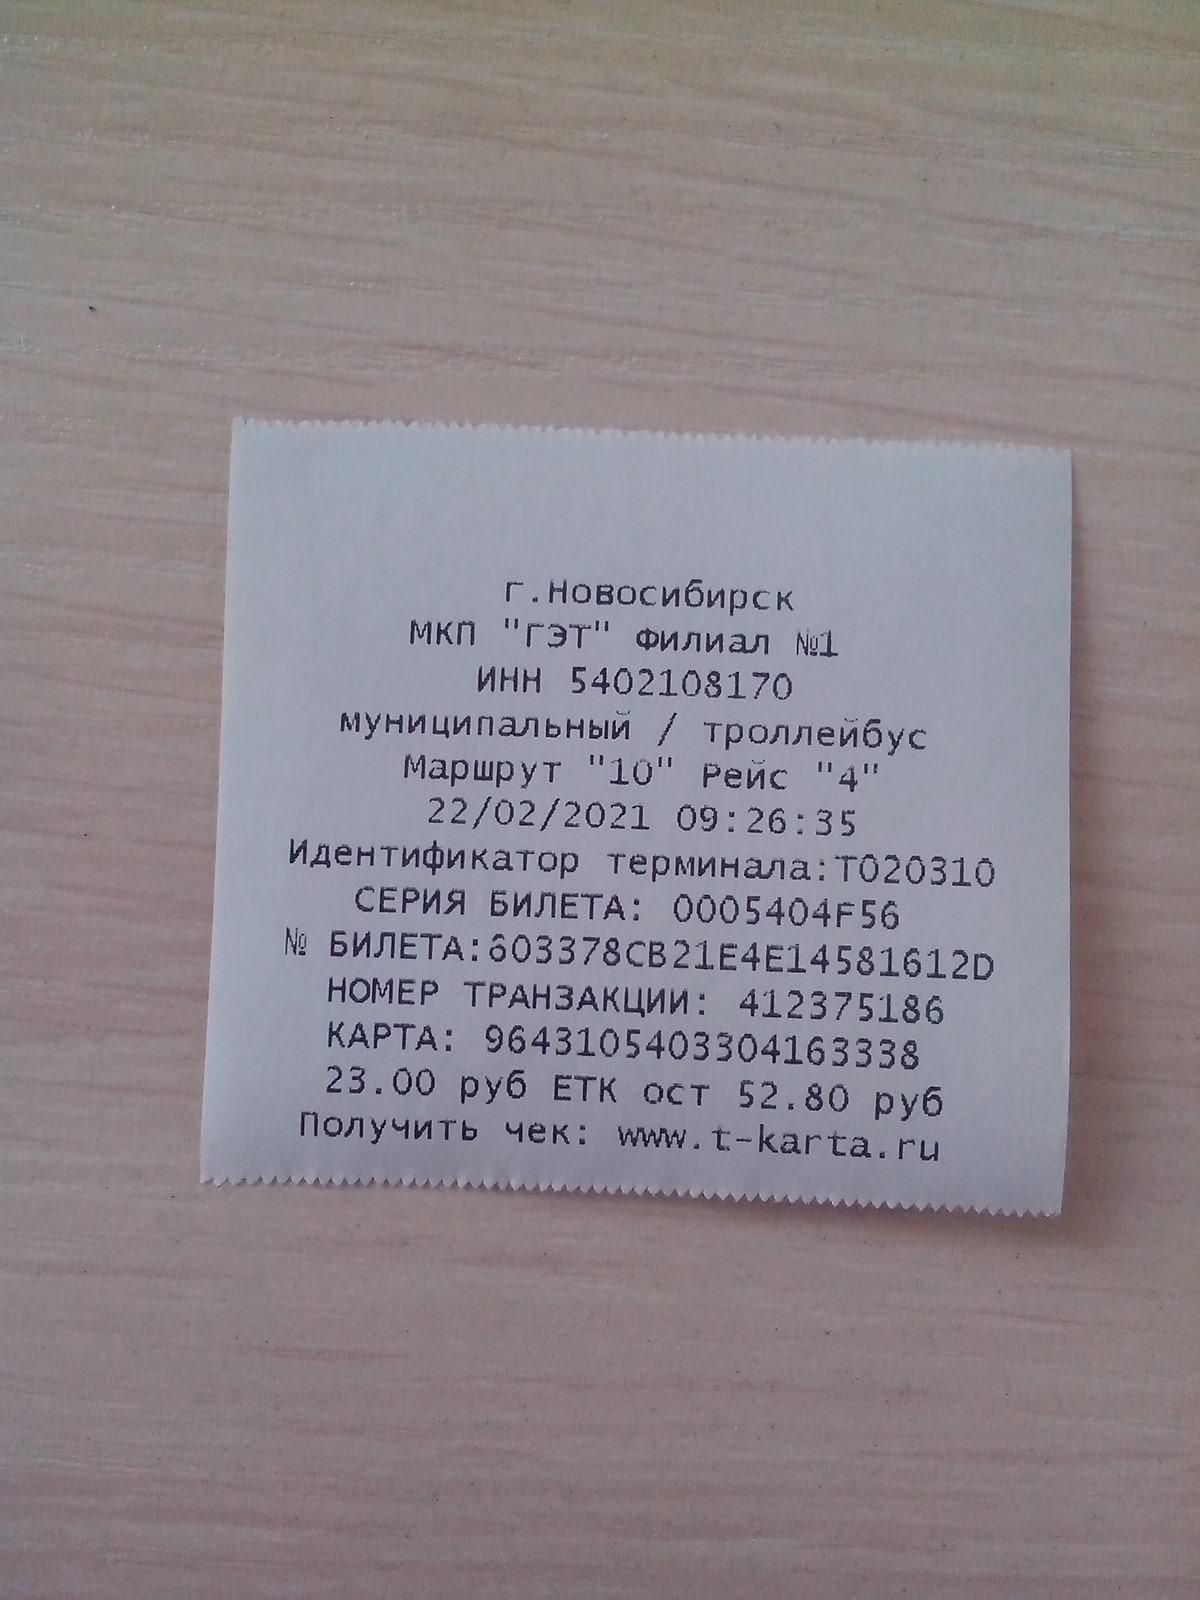 г.Новосибирск
МКП "ГЭТ" Филиал №1
ИНН 5402108170
муниципальный / троллейбус
Маршрут "10" Рейс "4"
22/02/2021 09:26:35
Идентификатор терминала:T020310
СЕРИЯ БИЛЕТА: 0005404F56
№ БИЛЕТА:603378CB21E4E14581612D
НОМЕР ТРАНЗАКЦИИ: 412375186
КАРТА: 9643105403304163338
23.00 руб ЕТК ост 52.80 руб
Получить чек: www.t-karta.ru